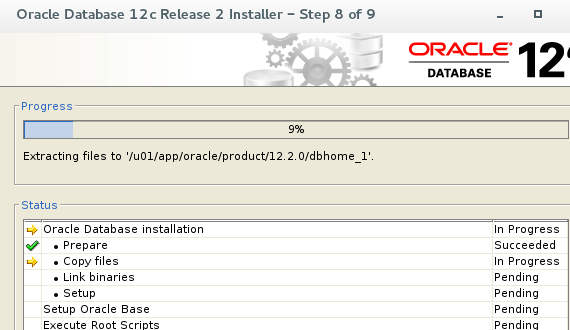 Oracle Database 12c Release 2 Installer – Step 8 of 9
ORACLE
DATABASE
12c
Progress
9%
Extracting files to '/u01/app/oracle/product/12.2.0/dbhome_1'.
Status
Oracle Database installation In Progress
• Prepare Succeeded
• Copy files In Progress
• Link binaries Pending
• Setup Pending
Setup Oracle Base Pending
Execute Root Scripts Pending